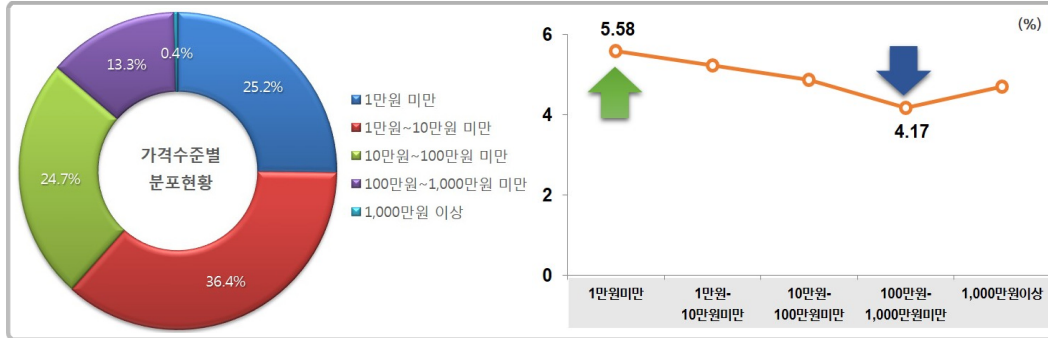 0.4%
13.3%
25.2%
24.7%
36.4%
가격수준별
분포현황
1만원 미만
1만원~10만원 미만
10만원~100만원 미만
100만원~1,000만원 미만
1,000만원 이상
(%)
6
4
2
0
5.58
4.17
1만원미만
1만원-
10만원미만
10만원-
100만원미만
100만원-
1,000만원미만
1,000만원이상